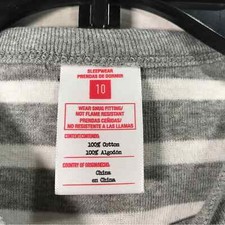 SLEEPWEAR
PRENDAS DE DORMIR
10
WEAR SNUG FITTING/
NOT FLAME RESISTANT
PRENDAS CEÑIDAS/
NO RESISTENTE A LAS LLAMAS
CONTENT/CONTENIDO:
100% Cotton
100% Algodón
COUNTRY OF ORIGIN/HECHO:
China
en China